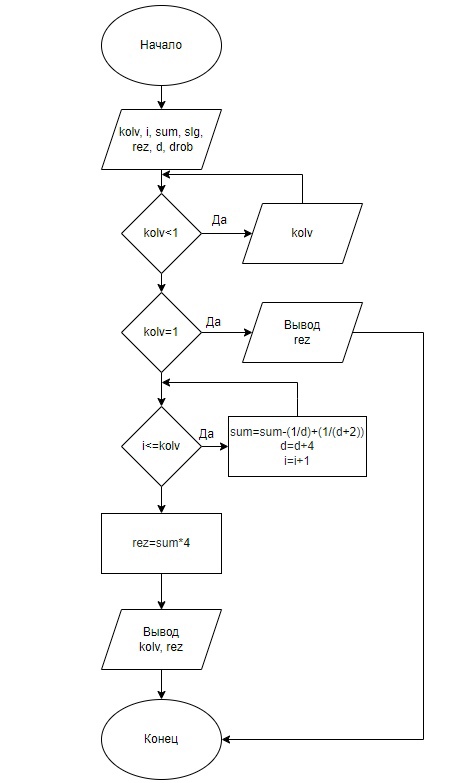 Начало
kolv, i, sum, slg,
rez, d, drob
kolv<1
Да
kolv
kolv=1
Да
Вывод
rez
i<=kolv
Да
sum=sum-(1/d)+(1/(d+2))
d=d+4
i=i+1
rez=sum*4
Вывод
kolv, rez
Конец